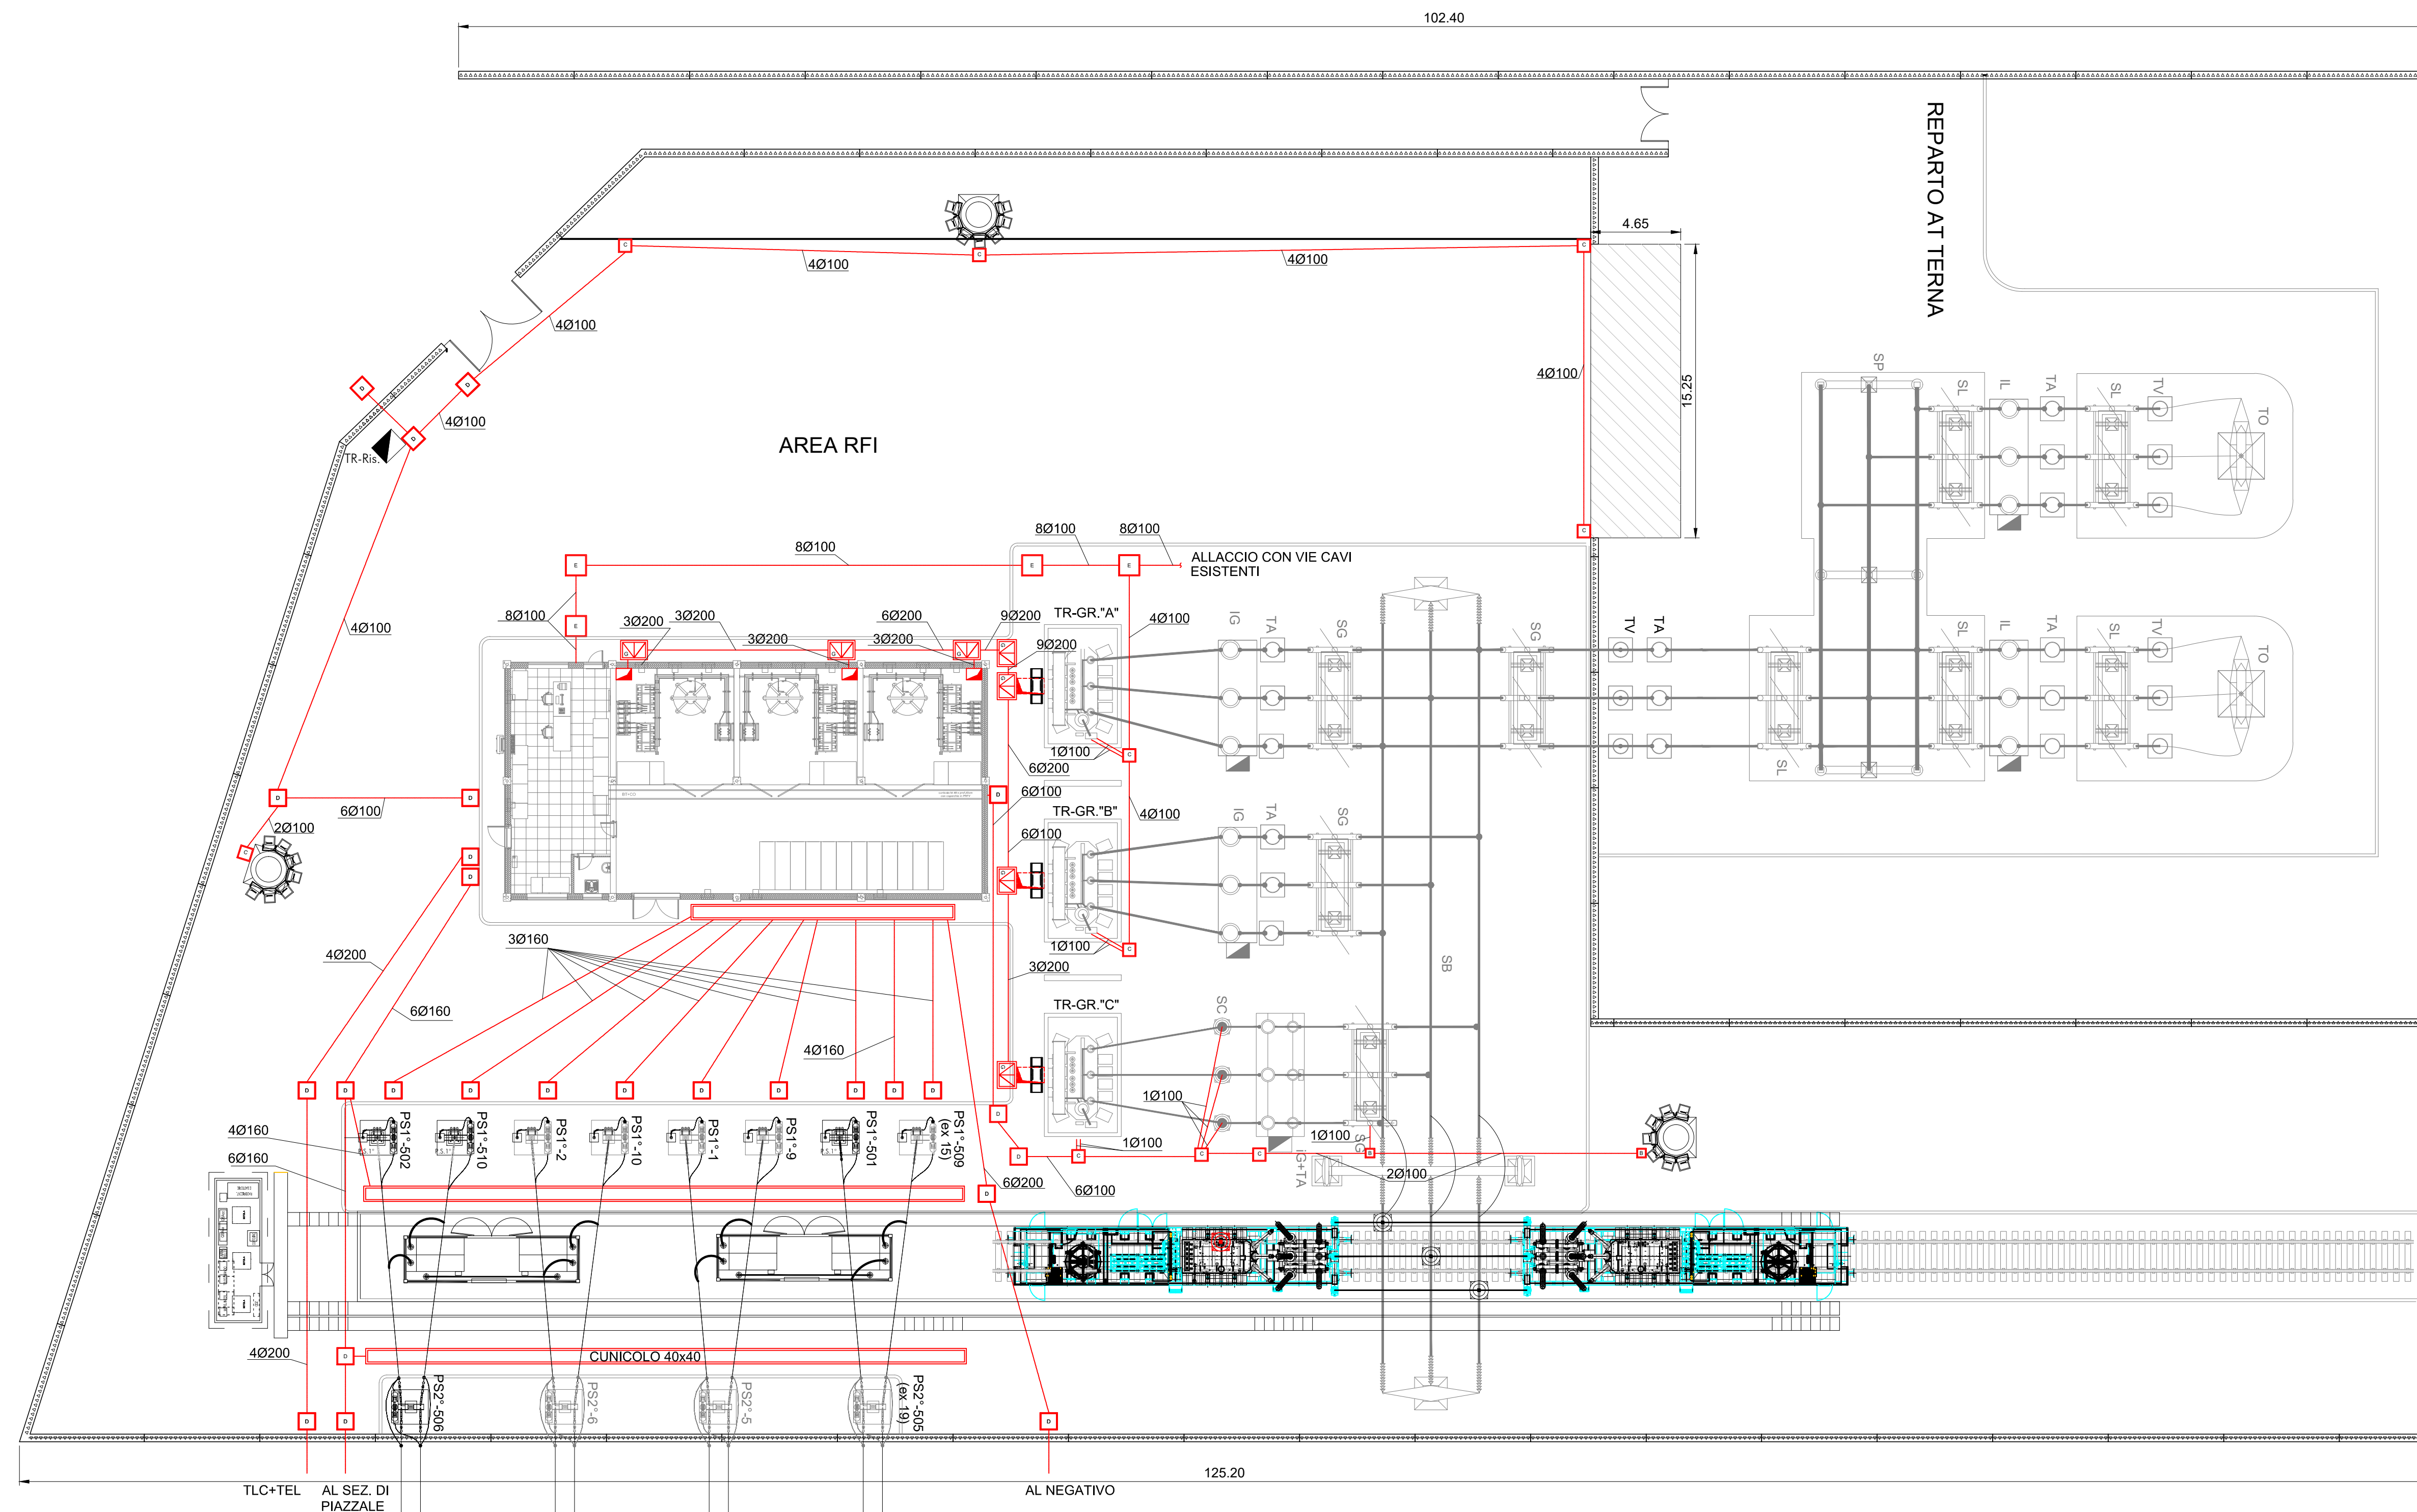 102.40
REPARTO AT TERNA
4.65
C
C
C
4Ø100
4Ø100
4Ø100
15.25
4Ø100
D
D
4Ø100
D
TR-Ris.
AREA RFI
SP
SL
IL
TA
SL
TV
TO
C
8Ø100
8Ø100
8Ø100
ALLACCIO CON VIE CAVI
ESISTENTI
E
E
E
8Ø100
E
3Ø200
3Ø200
3Ø200
3Ø200
6Ø200
9Ø200
9Ø200
G
G
G
D
D
TR-GR."A"
4Ø100
4Ø100
IG
TA
SG
SG
TV
TA
SL
SL
IL
TA
SL
TV
TO
1Ø100
C
6Ø200
6Ø100
D
TR-GR."B"
6Ø100
4Ø100
IG
TA
SG
D
6Ø100
D
2Ø100
C
D
D
D
1Ø100
C
3Ø160
4Ø200
6Ø160
4Ø160
3Ø200
TR-GR."C"
SC
SB
D
D
D
D
D
D
D
D
D
D
D
D
D
1Ø100
1Ø100
1Ø100
SG
iG+TA
2Ø100
D
C
C
C
B
B
4Ø160
6Ø160
P.S.1°
P.S.1°
P.S.1°
PS1°-502
PS1°-510
PS1°-2
PS1°-10
PS1°-1
PS1°-9
PS1°-501
PS1°-509
(ex 15)
6Ø200
6Ø100
D
4Ø200
D
CUNICOLO 40x40
PS2°-506
PS2°-6
PS2°-5
PS2°-505
(ex 19)
D
D
D
125.20
TLC+TEL
AL SEZ. DI
PIAZZALE
AL NEGATIVO